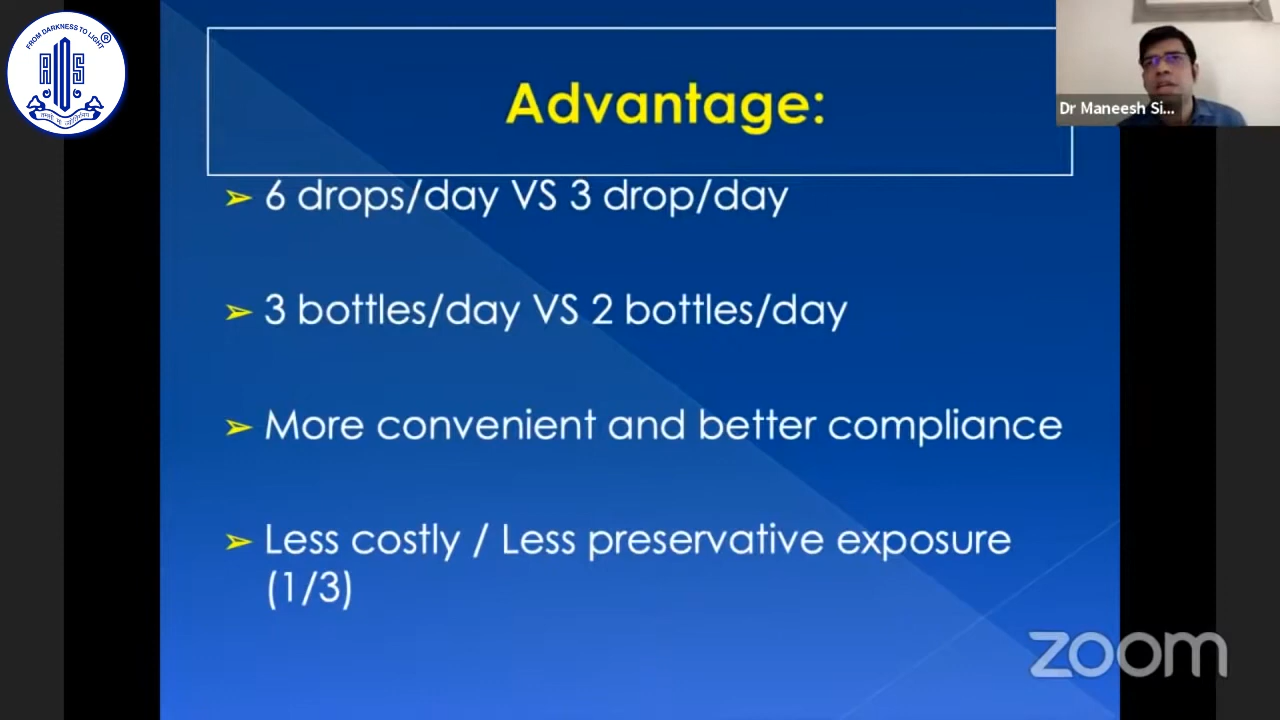 FROM DARKNESS TO LIGHT
®
AIOS
Advantage:
Dr Maneesh Si...
➢ 6 drops/day VS 3 drop/day
➢ 3 bottles/day VS 2 bottles/day
➢ More convenient and better compliance
➢ Less costly / Less preservative exposure
(1/3)
zoom